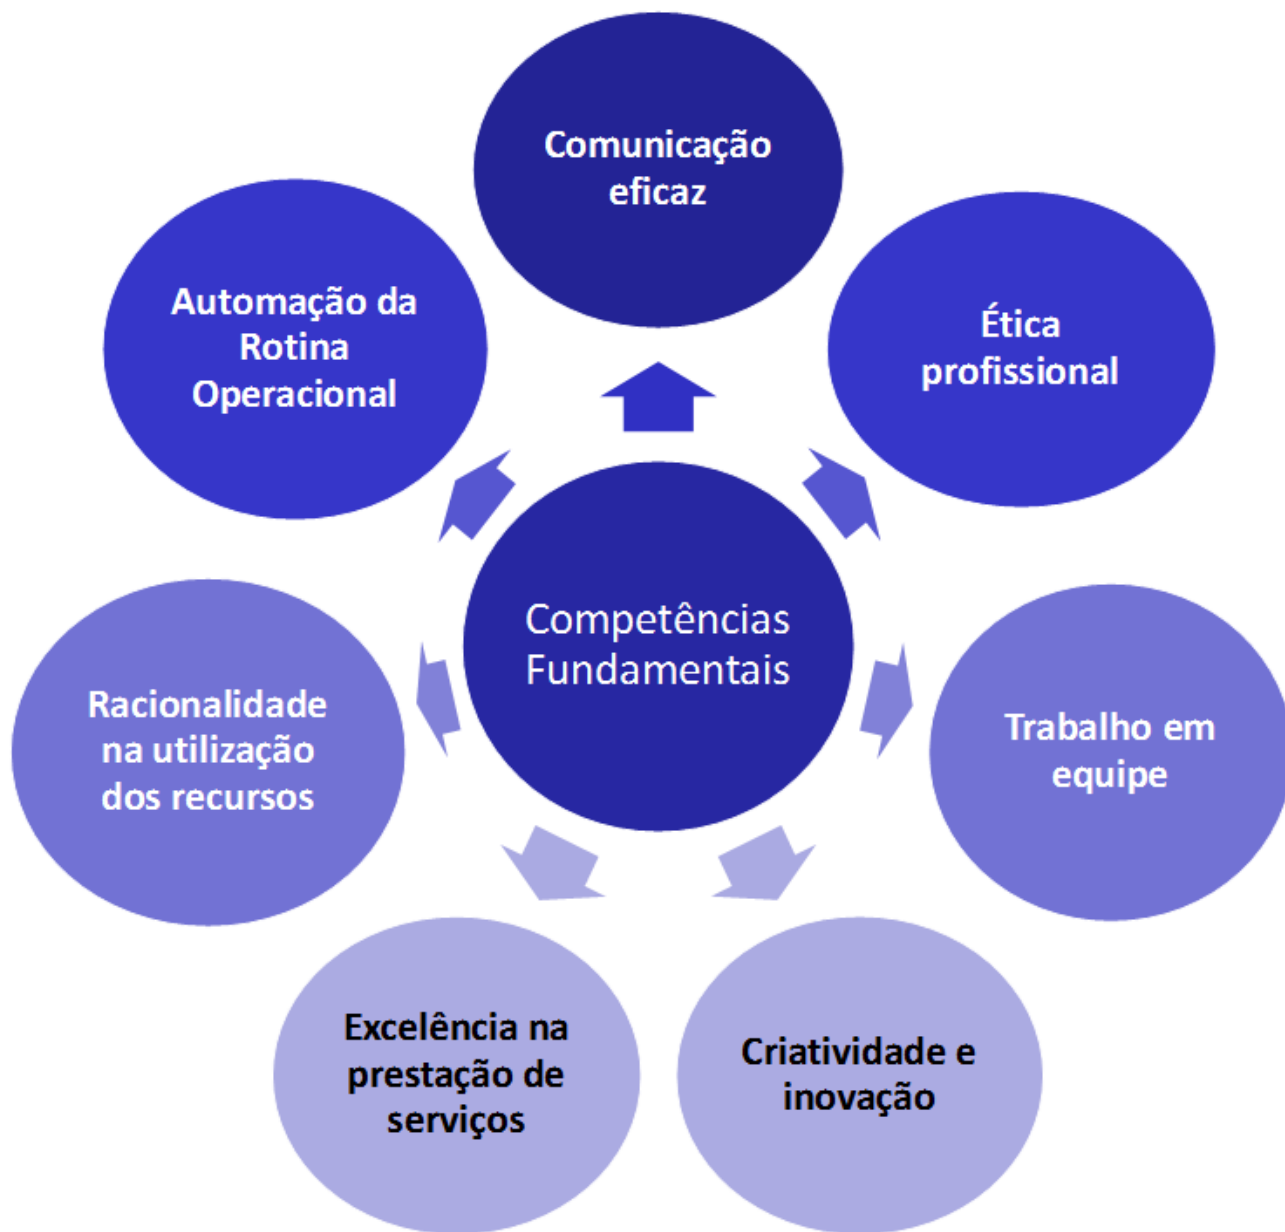 Comunicação
eficaz
Ética
profissional
Trabalho em
equipe
Criatividade e
inovação
Excelência na
prestação de
serviços
Racionalidade
na utilização
dos recursos
Automação da
Rotina
Operacional
Competências
Fundamentais